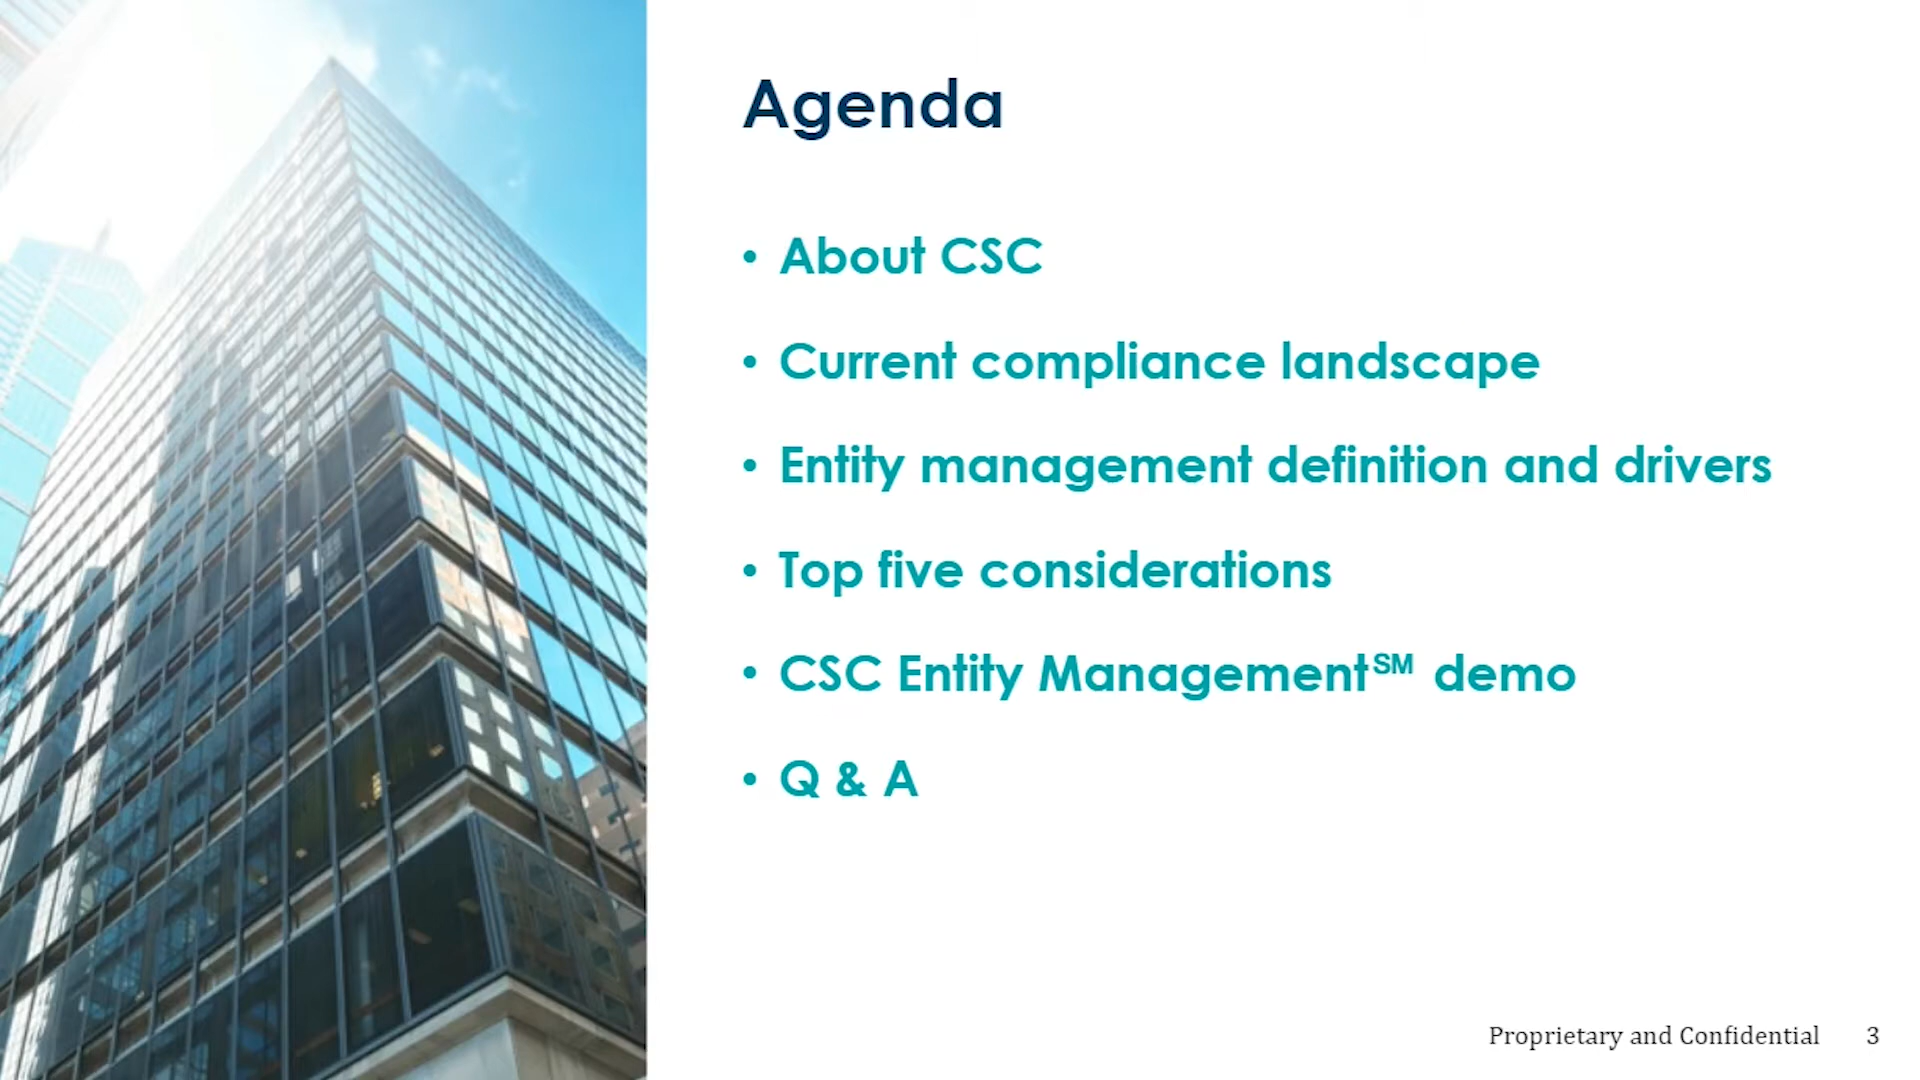 Agenda
• About CSC
• Current compliance landscape
• Entity management definition and drivers
• Top five considerations
• CSC Entity Management℠ demo
• Q & A
Proprietary and Confidential 3